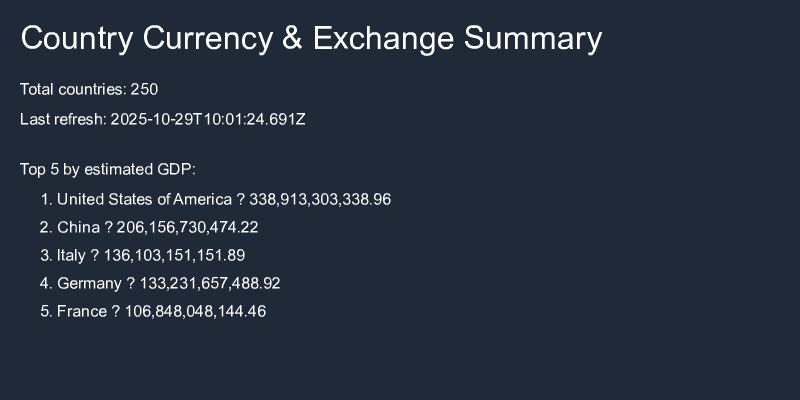 Country Currency & Exchange Summary
Total countries: 250
Last refresh: 2025-10-29T10:01:24.691Z
Top 5 by estimated GDP:
1. United States of America ? 338,913,303,338.96
2. China ? 206,156,730,474.22
3. Italy ? 136,103,151,151.89
4. Germany ? 133,231,657,488.92
5. France ? 106,848,048,144.46